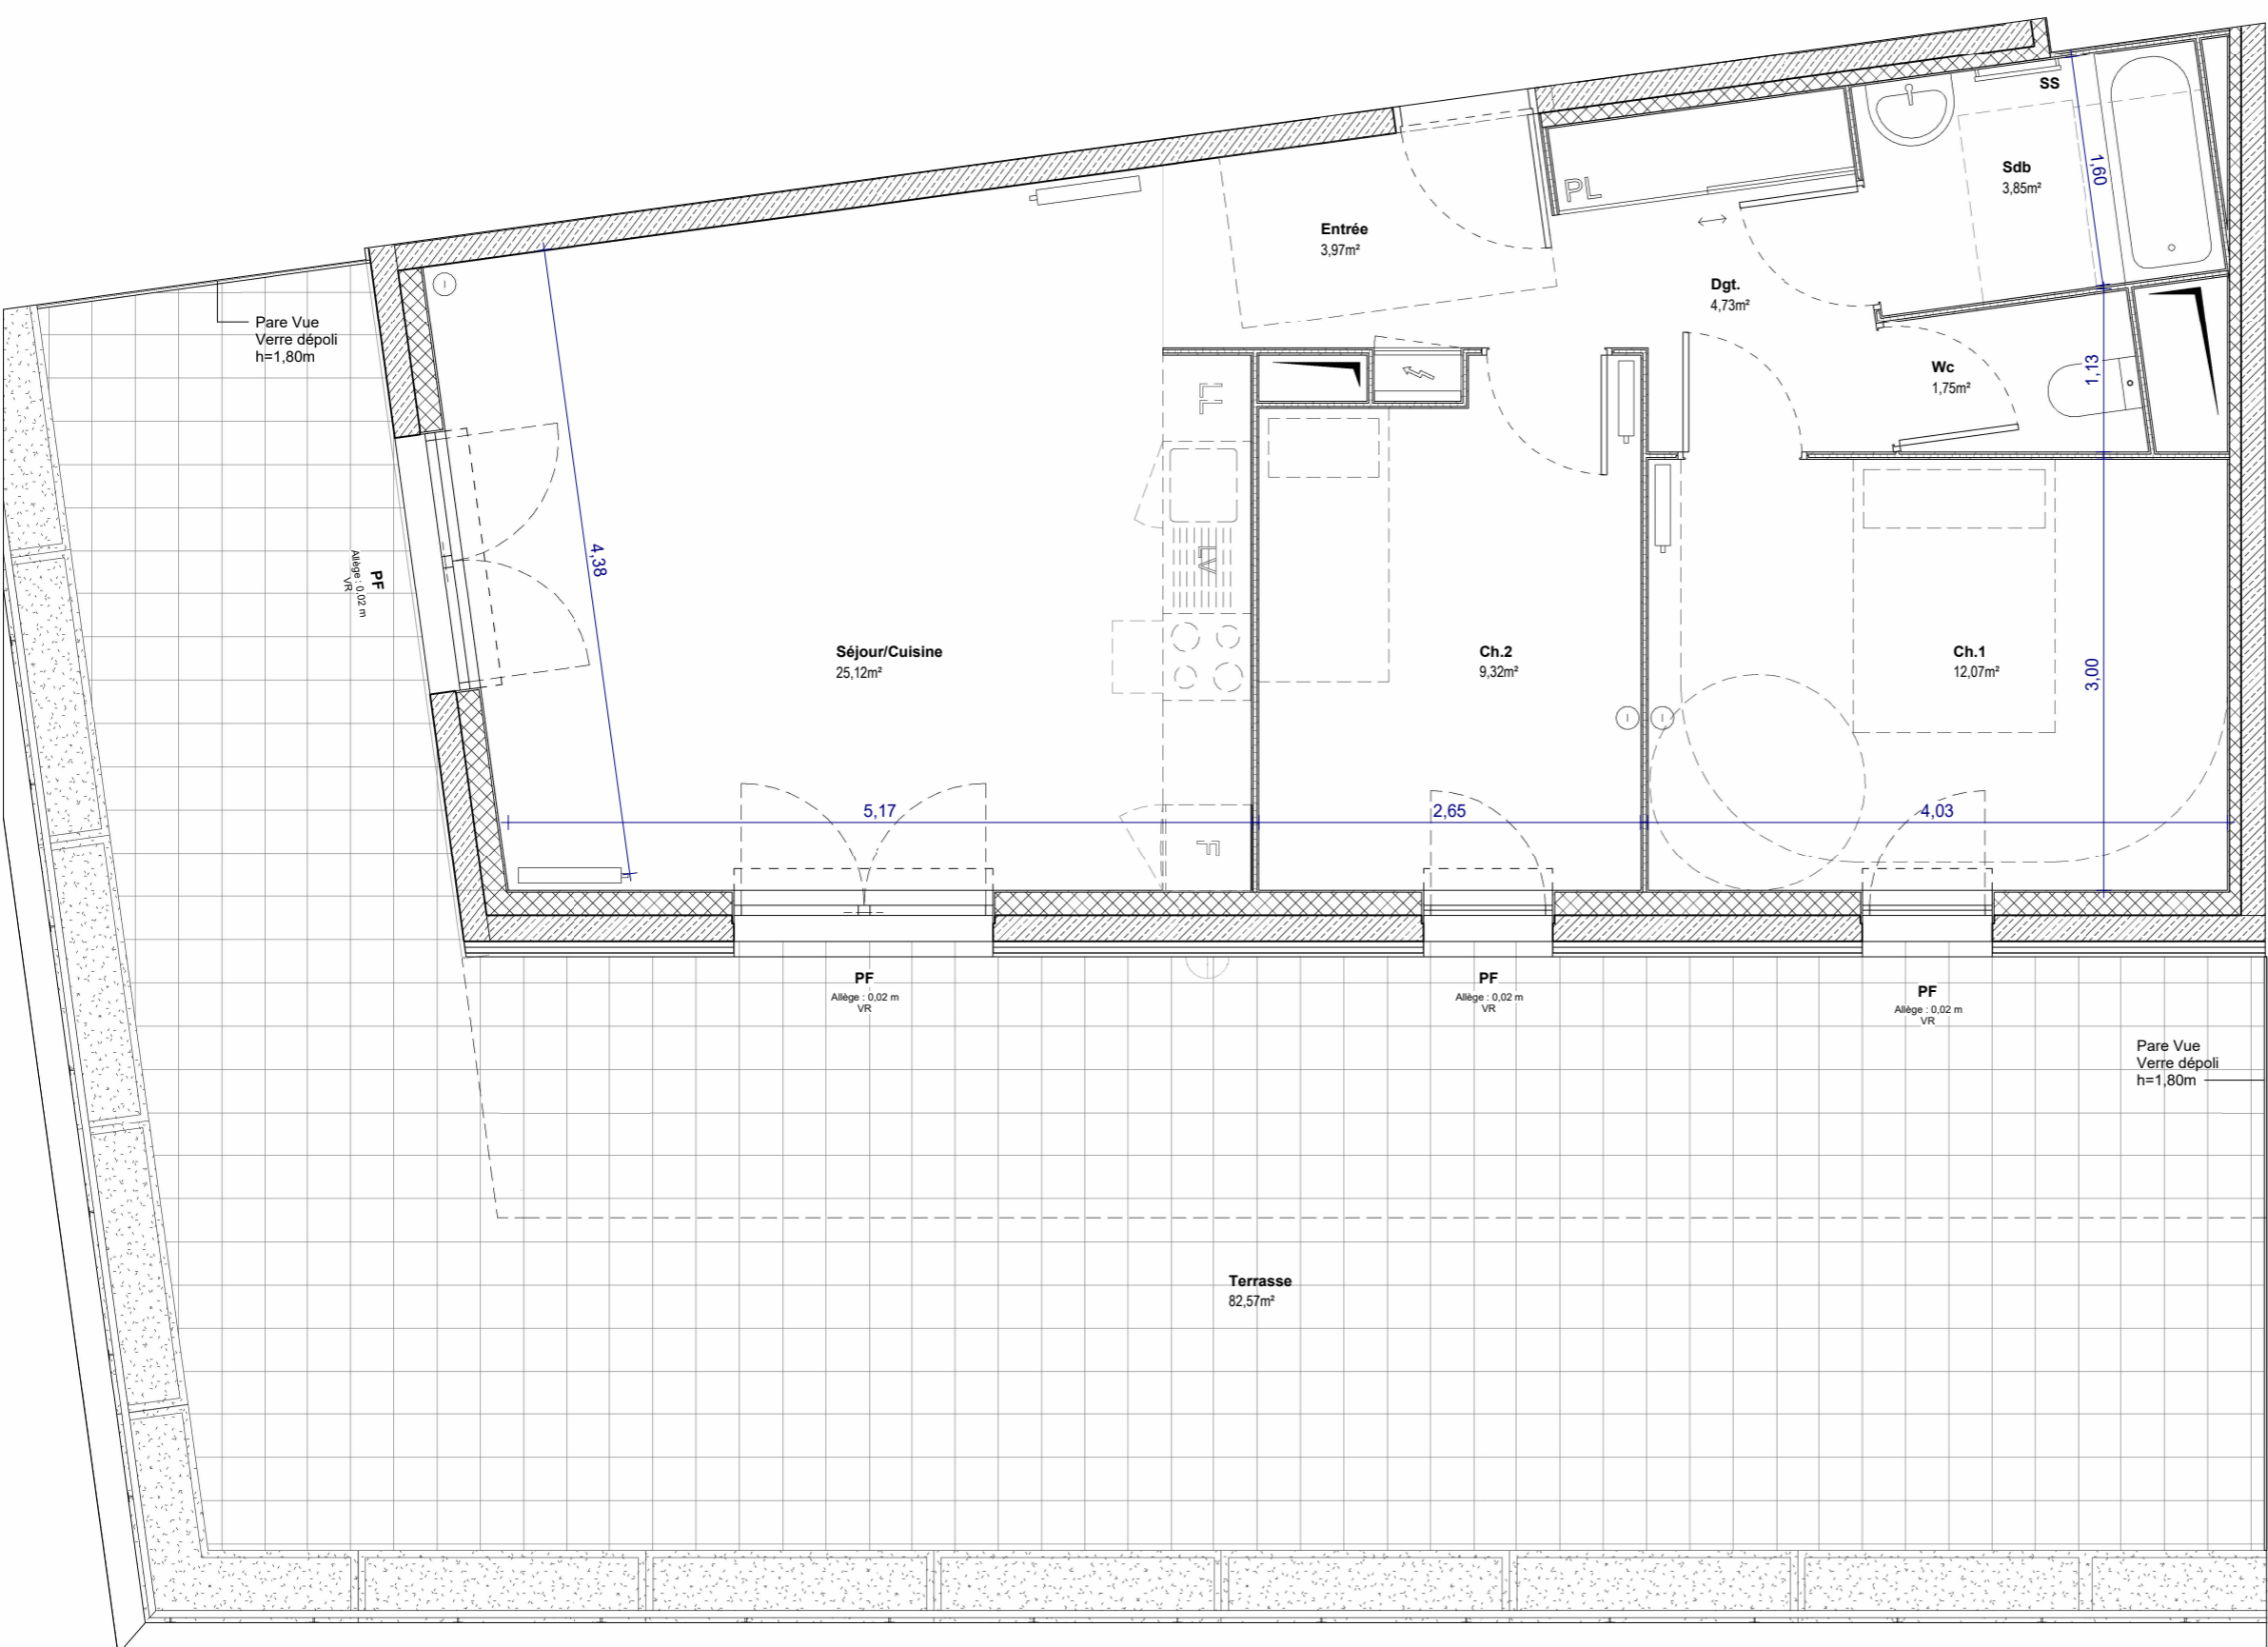 SS
Sdb
3,85m²
1,60
PL
Entrée
3,97m²
Dgt.
4,73m²
Pare Vue
Verre dépoli
h=1,80m
Wc
1,75m²
1,13
LL
LV
4,38
PF
Allège : 0,02 m
VR
Séjour/Cuisine
25,12m²
Ch.2
9,32m²
Ch.1
12,07m²
3,00
5,17
2,65
4,03
F
PF
Allège : 0,02 m
VR
PF
Allège : 0,02 m
VR
PF
Allège : 0,02 m
VR
Pare Vue
Verre dépoli
h=1,80m
Terrasse
82,57m²